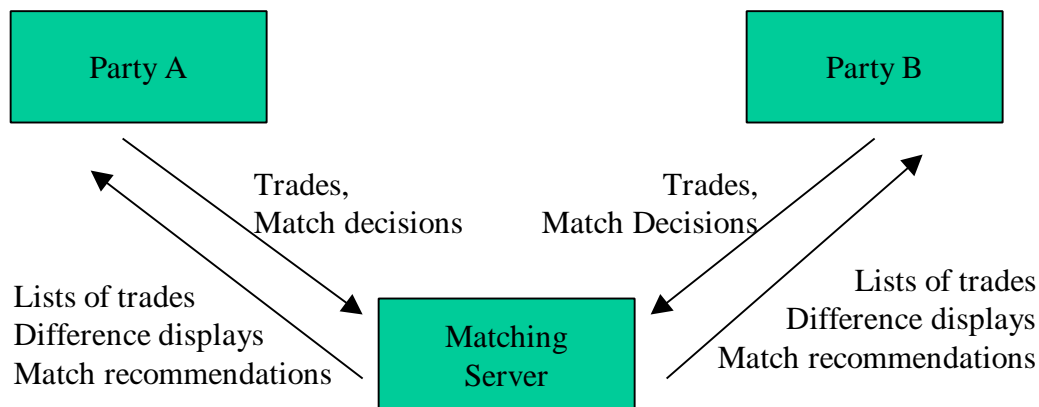 Party A
Party B
Trades,
Match decisions
Trades,
Match Decisions
Lists of trades
Difference displays
Match recommendations
Matching
Server
Lists of trades
Difference displays
Match recommendations